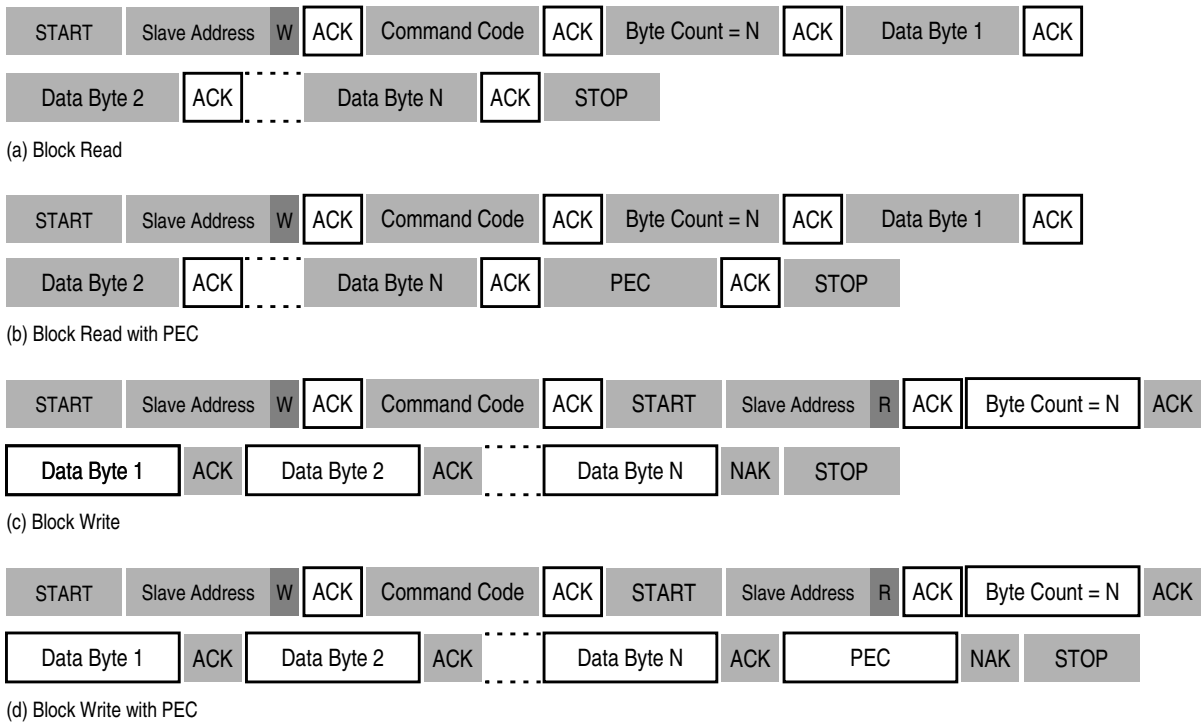 START Slave Address W ACK Command Code ACK Byte Count = N ACK Data Byte 1 ACK
Data Byte 2 ACK Data Byte N ACK STOP
(a) Block Read
START Slave Address W ACK Command Code ACK Byte Count = N ACK Data Byte 1 ACK
Data Byte 2 ACK Data Byte N ACK PEC ACK STOP
(b) Block Read with PEC
START Slave Address W ACK Command Code ACK START Slave Address R ACK Byte Count = N ACK
Data Byte 1 ACK Data Byte 2 ACK Data Byte N NAK STOP
(c) Block Write
START Slave Address W ACK Command Code ACK START Slave Address R ACK Byte Count = N ACK
Data Byte 1 ACK Data Byte 2 ACK Data Byte N ACK PEC NAK STOP
(d) Block Write with PEC